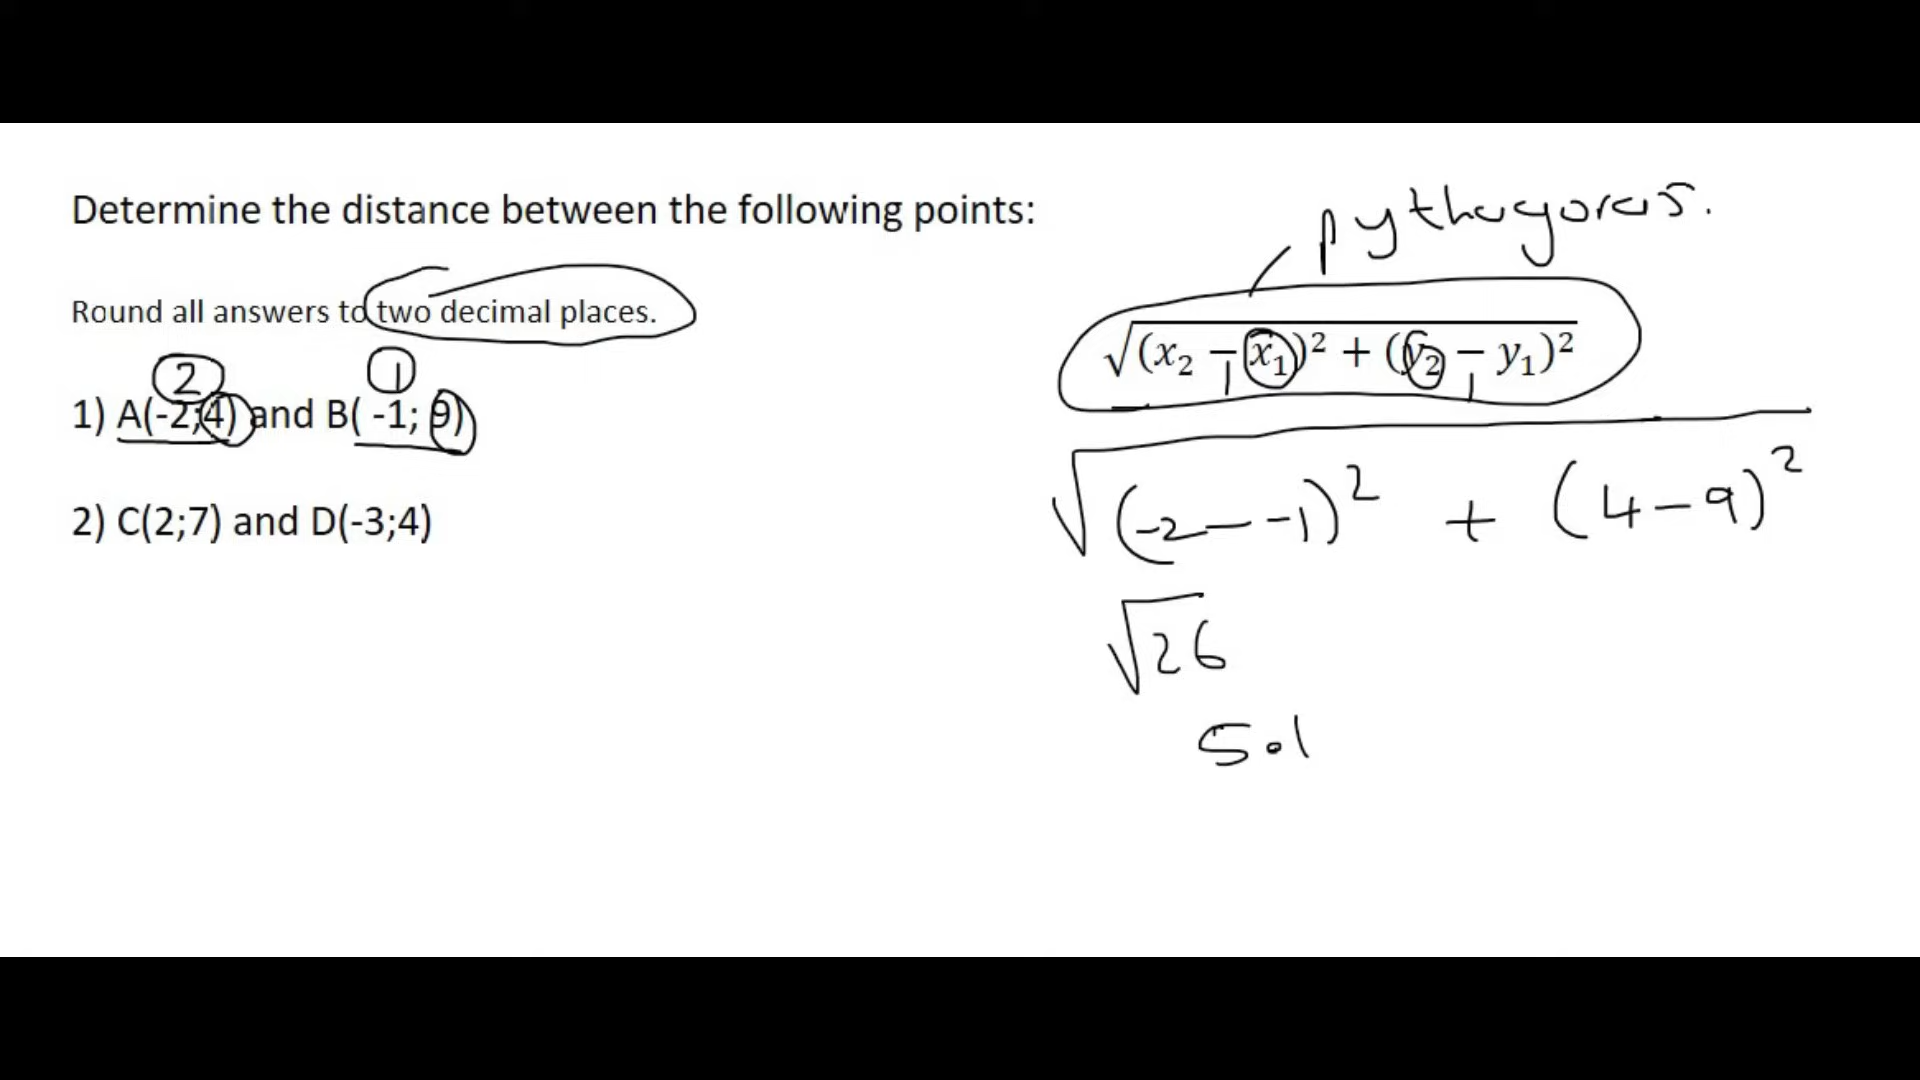 Determine the distance between the following points:
pythagoras.
Round all answers to two decimal places.
√(x₂ − x₁)² + (y₂ − y₁)²
2 1
1) A(-2;4) and B( -1; 9)
√(-2 - -1)² + (4 - 9)²
2) C(2;7) and D(-3;4)
√26
5.1